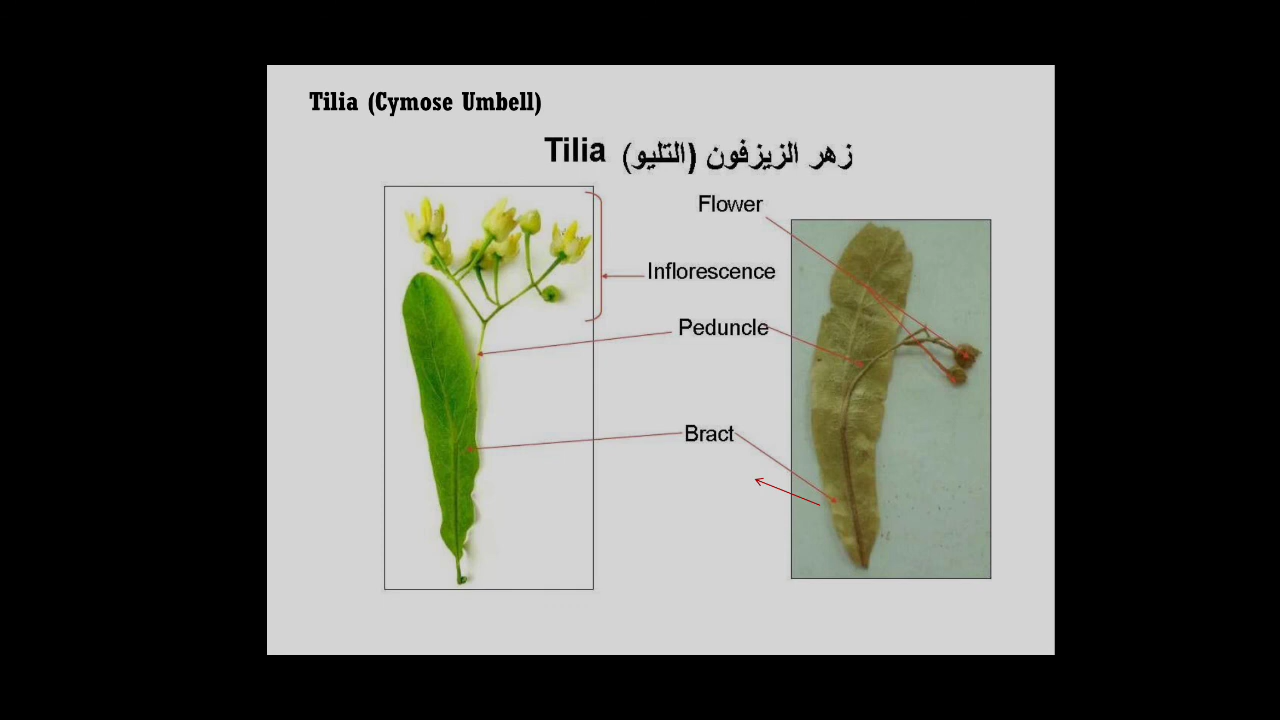 Tilia (Cymose Umbell)
Tilia زهر الزيزفون (التليو)
Flower
Inflorescence
Peduncle
Bract